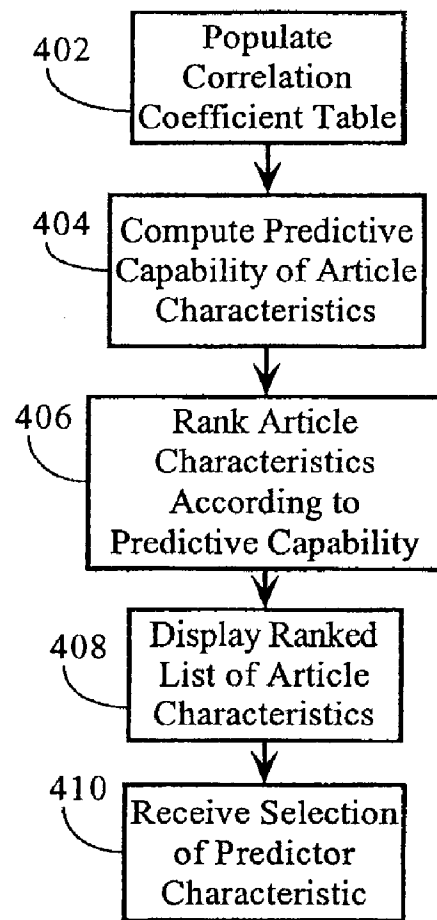 402
Populate
Correlation
Coefficient Table
404
Compute Predictive
Capability of Article
Characteristics
406
Rank Article
Characteristics
According to
Predictive Capability
408
Display Ranked
List of Article
Characteristics
410
Receive Selection
of Predictor
Characteristic